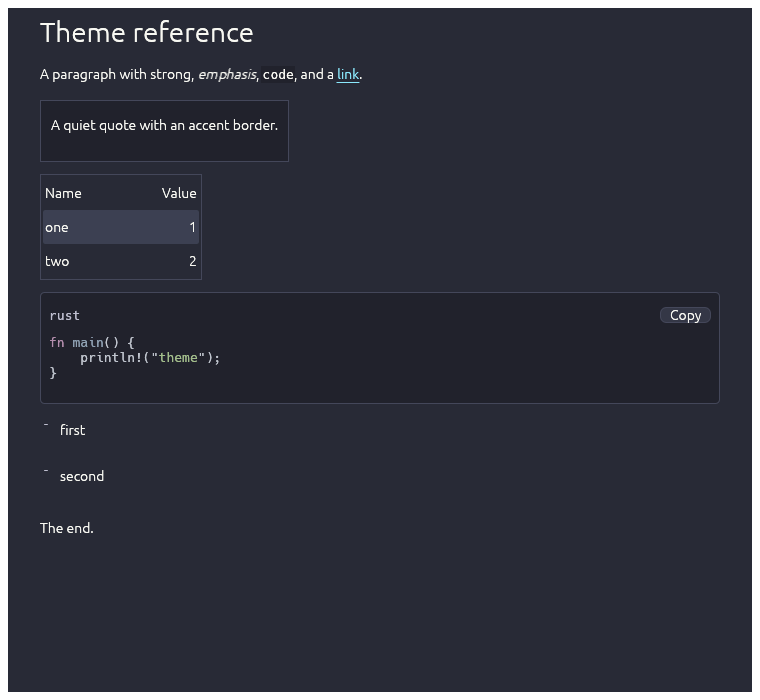 Theme reference
A paragraph with strong, emphasis, code, and a link.
A quiet quote with an accent border.
Name Value
one 1
two 2
rust Copy
fn main() {
    println!("theme");
}
- first
- second
The end.